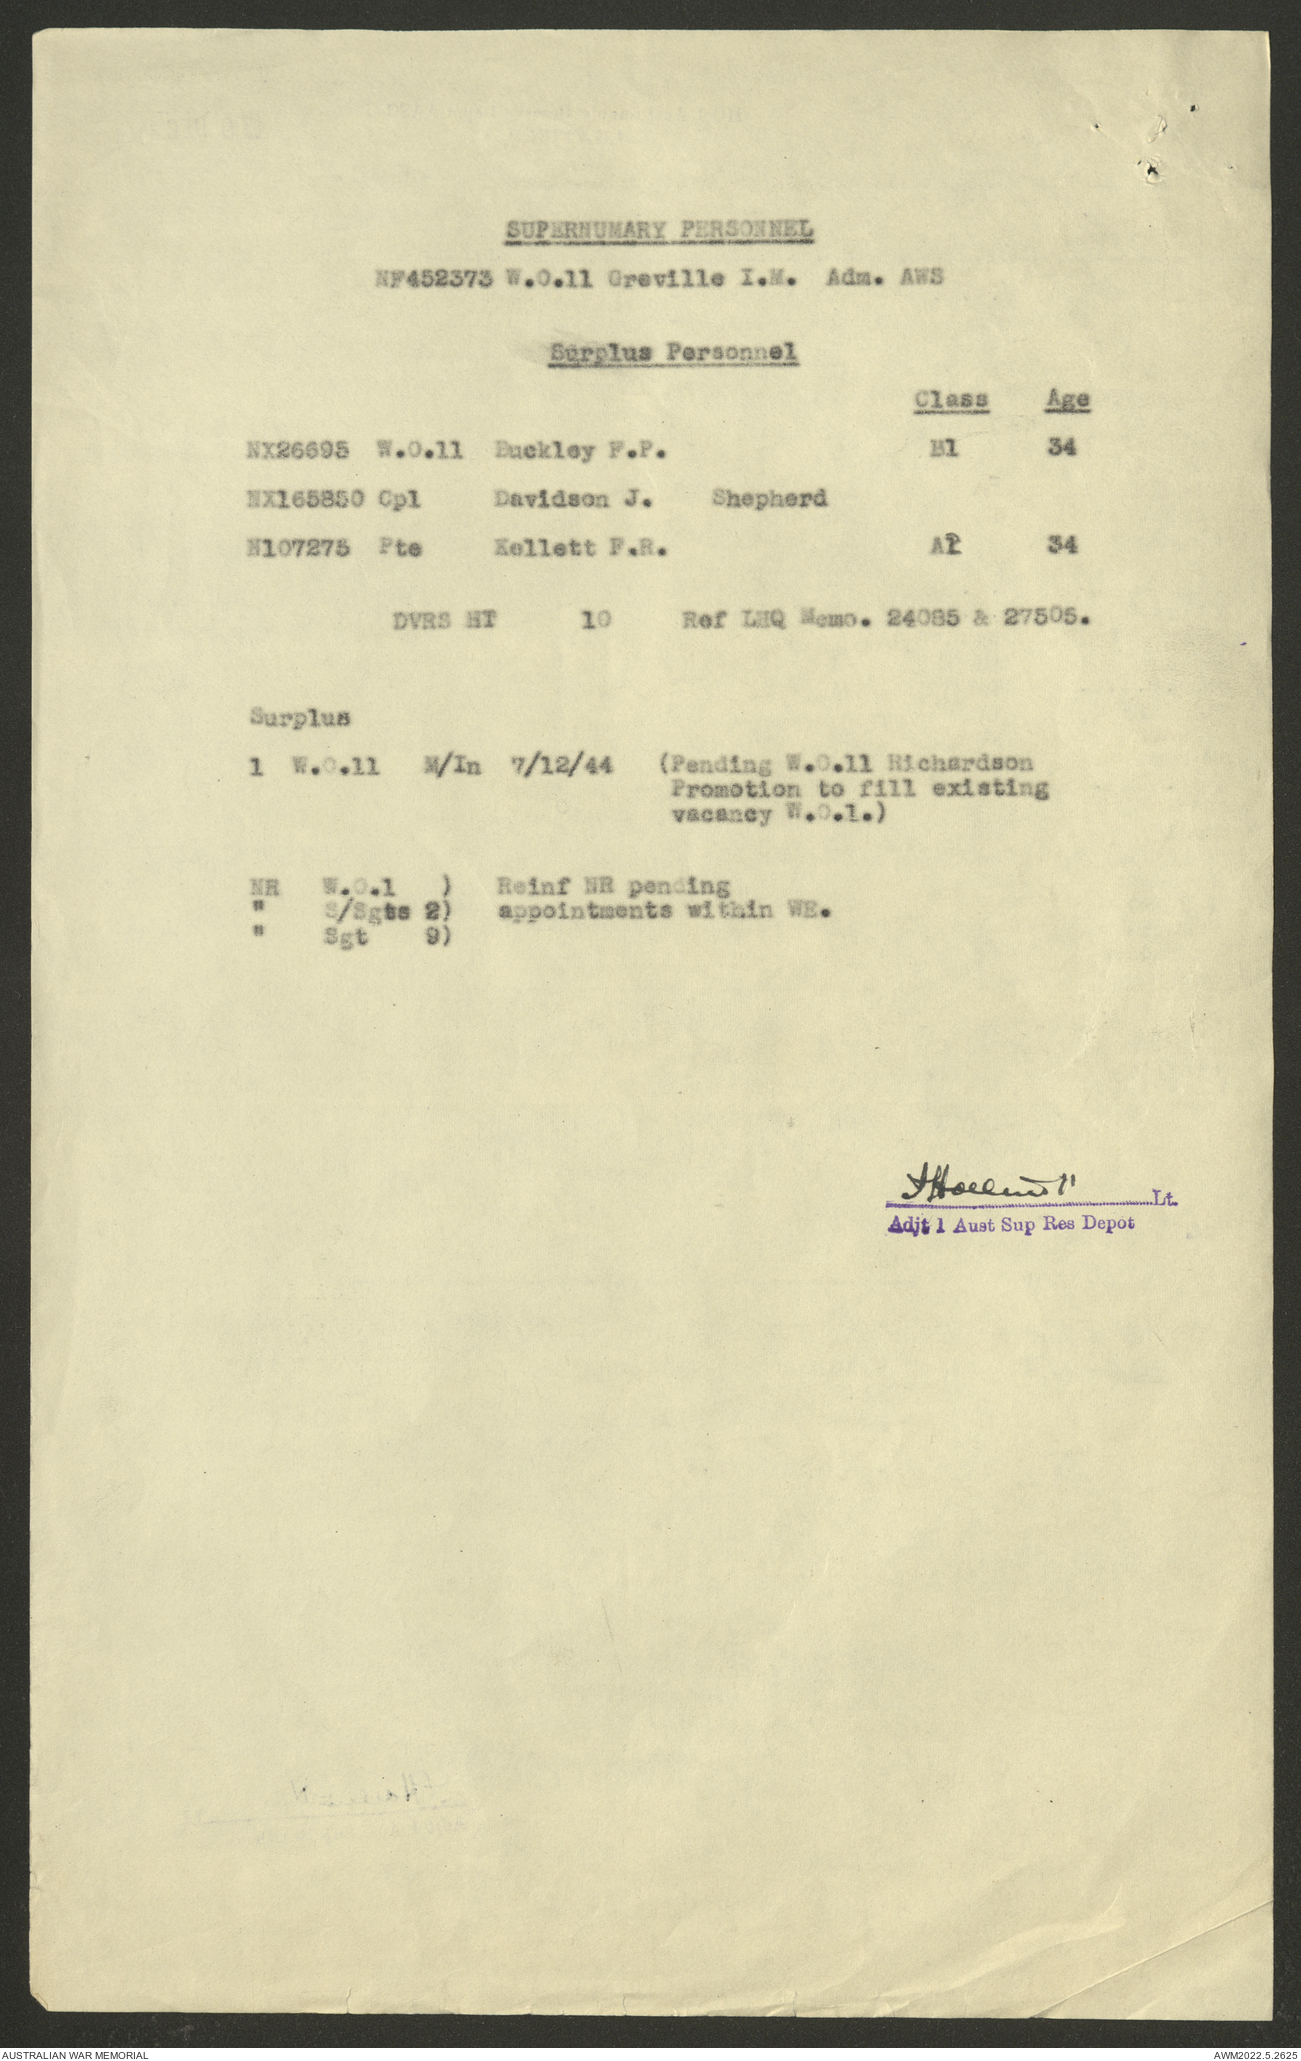 SUPERNUMARY PERSONNEL
NF452373 W.O.11 Greville I.M. Adm. AWS
Surplus Personnel
Class Age
NX26695 W.O.11 Buckley F.P. B1 34
NX165850 Cpl Davidson J. Shepherd
N107275 Pte Kellett F.R. A2 34
DVRS MT 10 Ref LHQ Memo. 24085 & 27505.
Surplus
1 W.O.11 M/In 7/12/44 (Pending W.O.11 Richardson
Promotion to fill existing
vacancy W.O.1.)
NR W.O.1 ) Reinf NR pending
" S/Sgts 2) appointments within WE.
" Sgt 9)
Lt.
Adjt 1 Aust Sup Res Depot
AUSTRALIAN WAR MEMORIAL AWM2022.5.2625